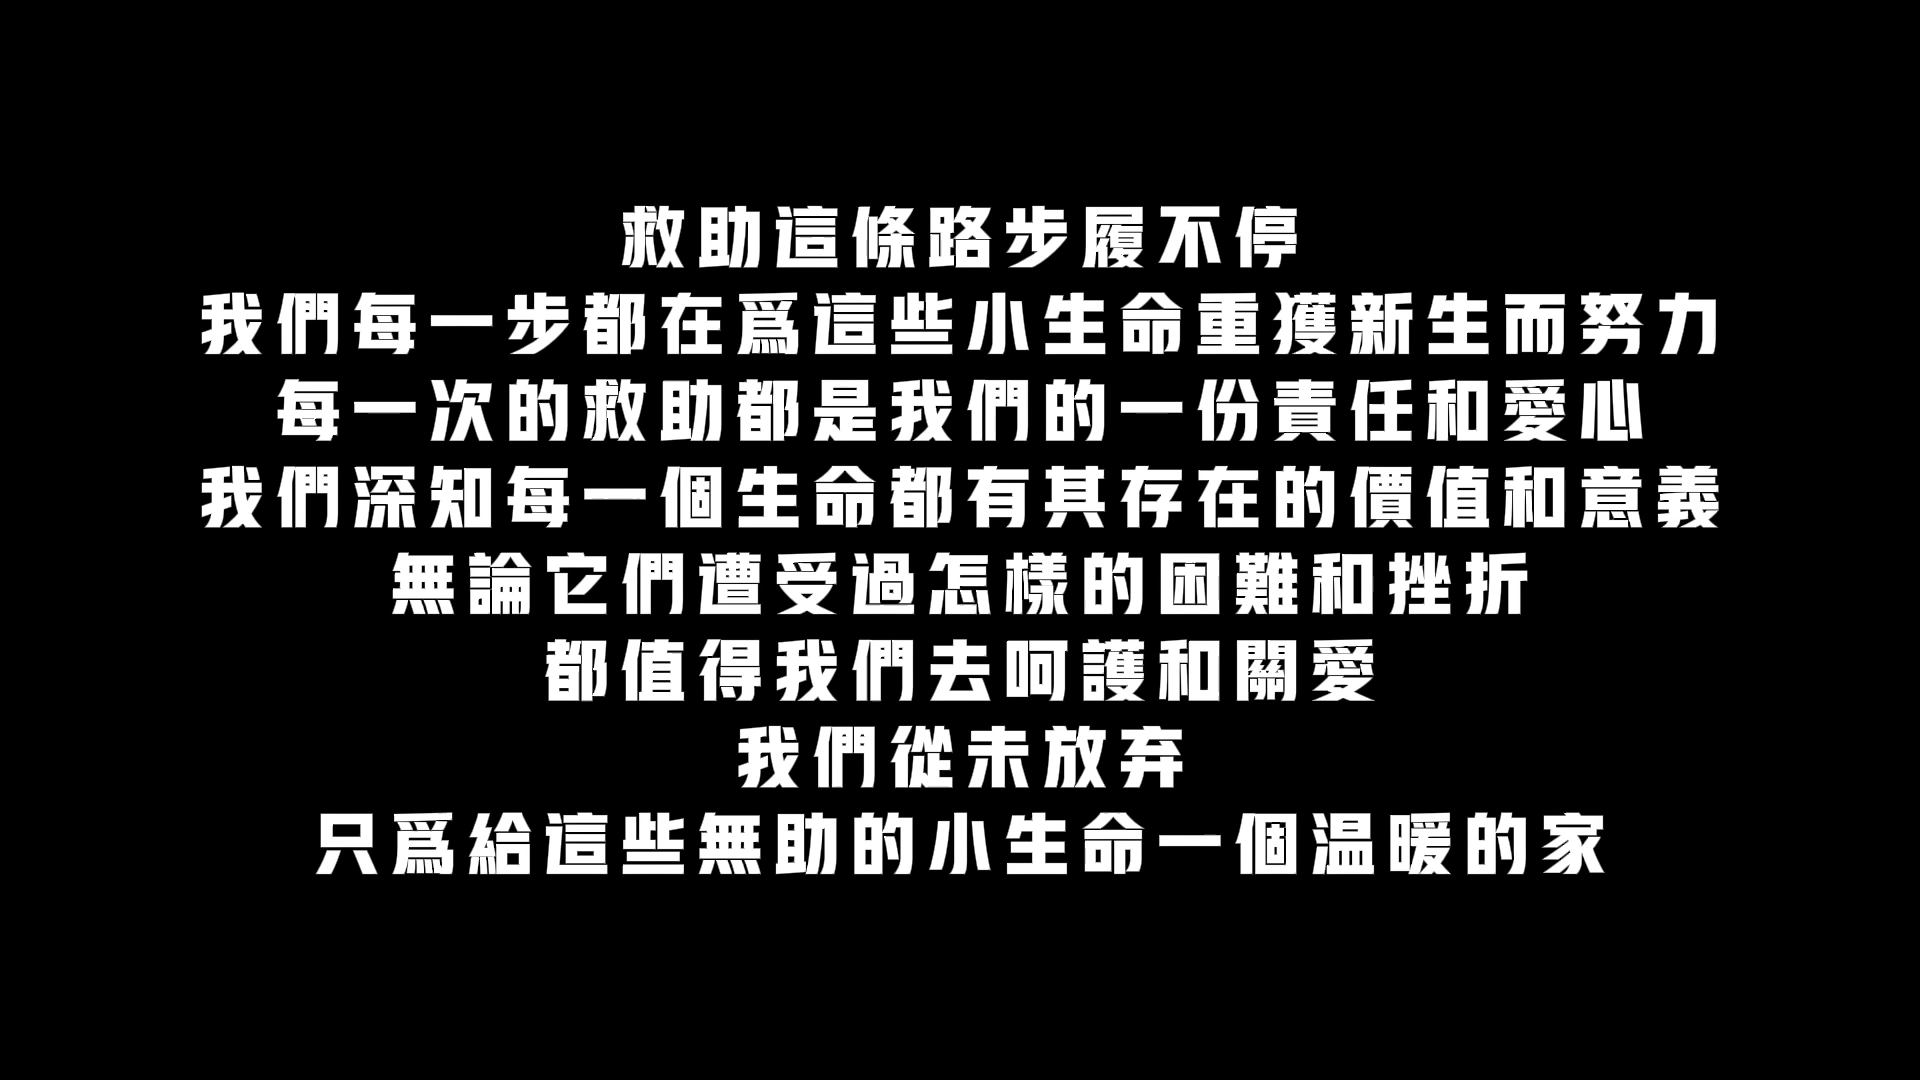 救助這條路步履不停
我們每一步都在爲這些小生命重獲新生而努力
每一次的救助都是我們的一份責任和愛心
我們深知每一個生命都有其存在的價值和意義
無論它們遭受過怎樣的困難和挫折
都值得我們去呵護和關愛
我們從未放弃
只爲給這些無助的小生命一個温暖的家